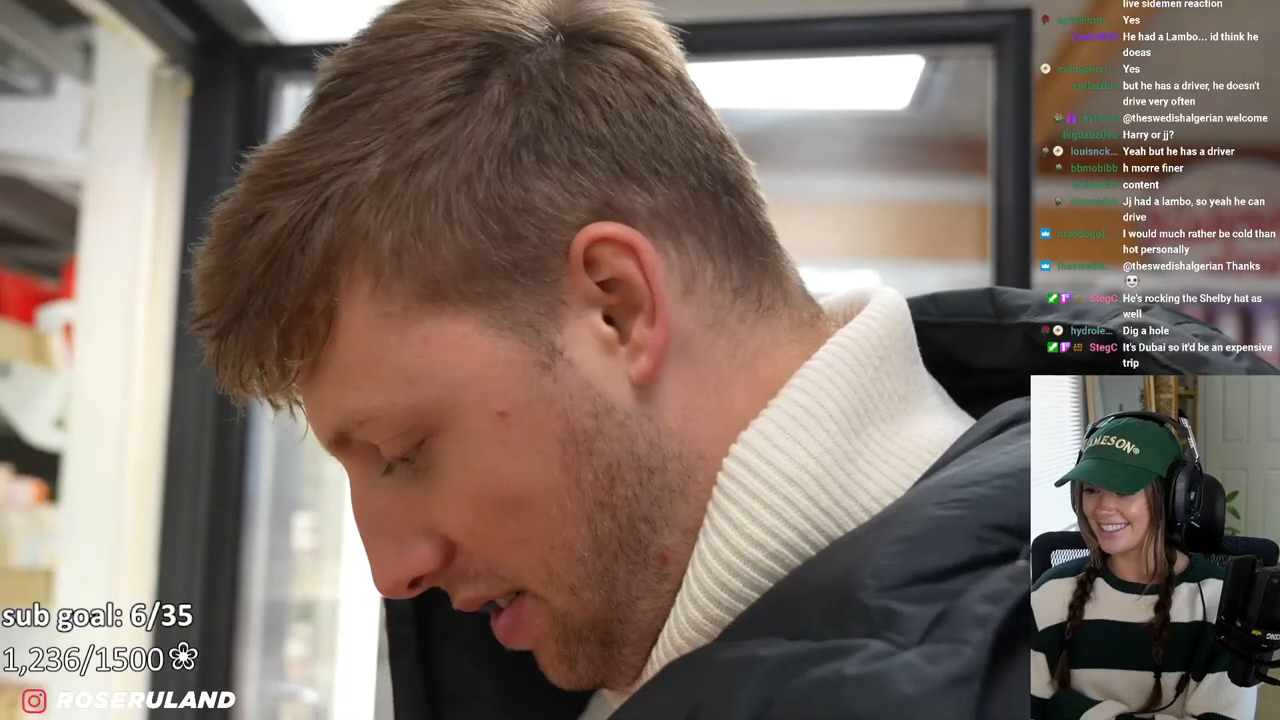 live sidemen reaction
Yes
He had a Lambo... id think he
doeas
Yes
but he has a driver, he doesn't
drive very often
@theswedishalgerian welcome
Harry or jj?
louisnck... Yeah but he has a driver
bbmobibb h morre finer
content
Jj had a lambo, so yeah he can
drive
I would much rather be cold than
hot personally
@theswedishalgerian Thanks
StegC He's rocking the Shelby hat as
well
hydrole... Dig a hole
StegC It's Dubai so it'd be an expensive
trip
JAMESON®
sub goal: 6/35
1,236/1500
ROSERULAND